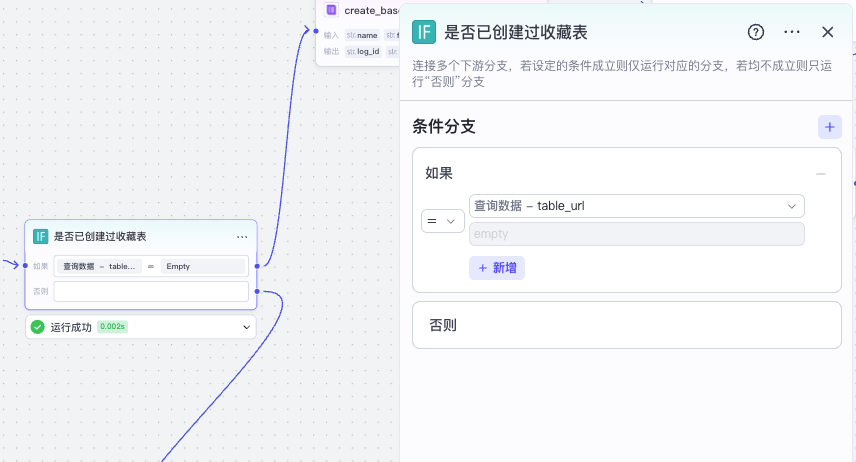 create_base
输入 str. name str.
输出 str. log_id str.
IF 是否已创建过收藏表
如果 查询数据 - table... = Empty
否则
运行成功 0.002s
IF 是否已创建过收藏表
连接多个下游分支，若设定的条件成立则仅运行对应的分支，若均不成立则只运
行“否则”分支
条件分支
如果
= 查询数据 - table_url
empty
+ 新增
否则